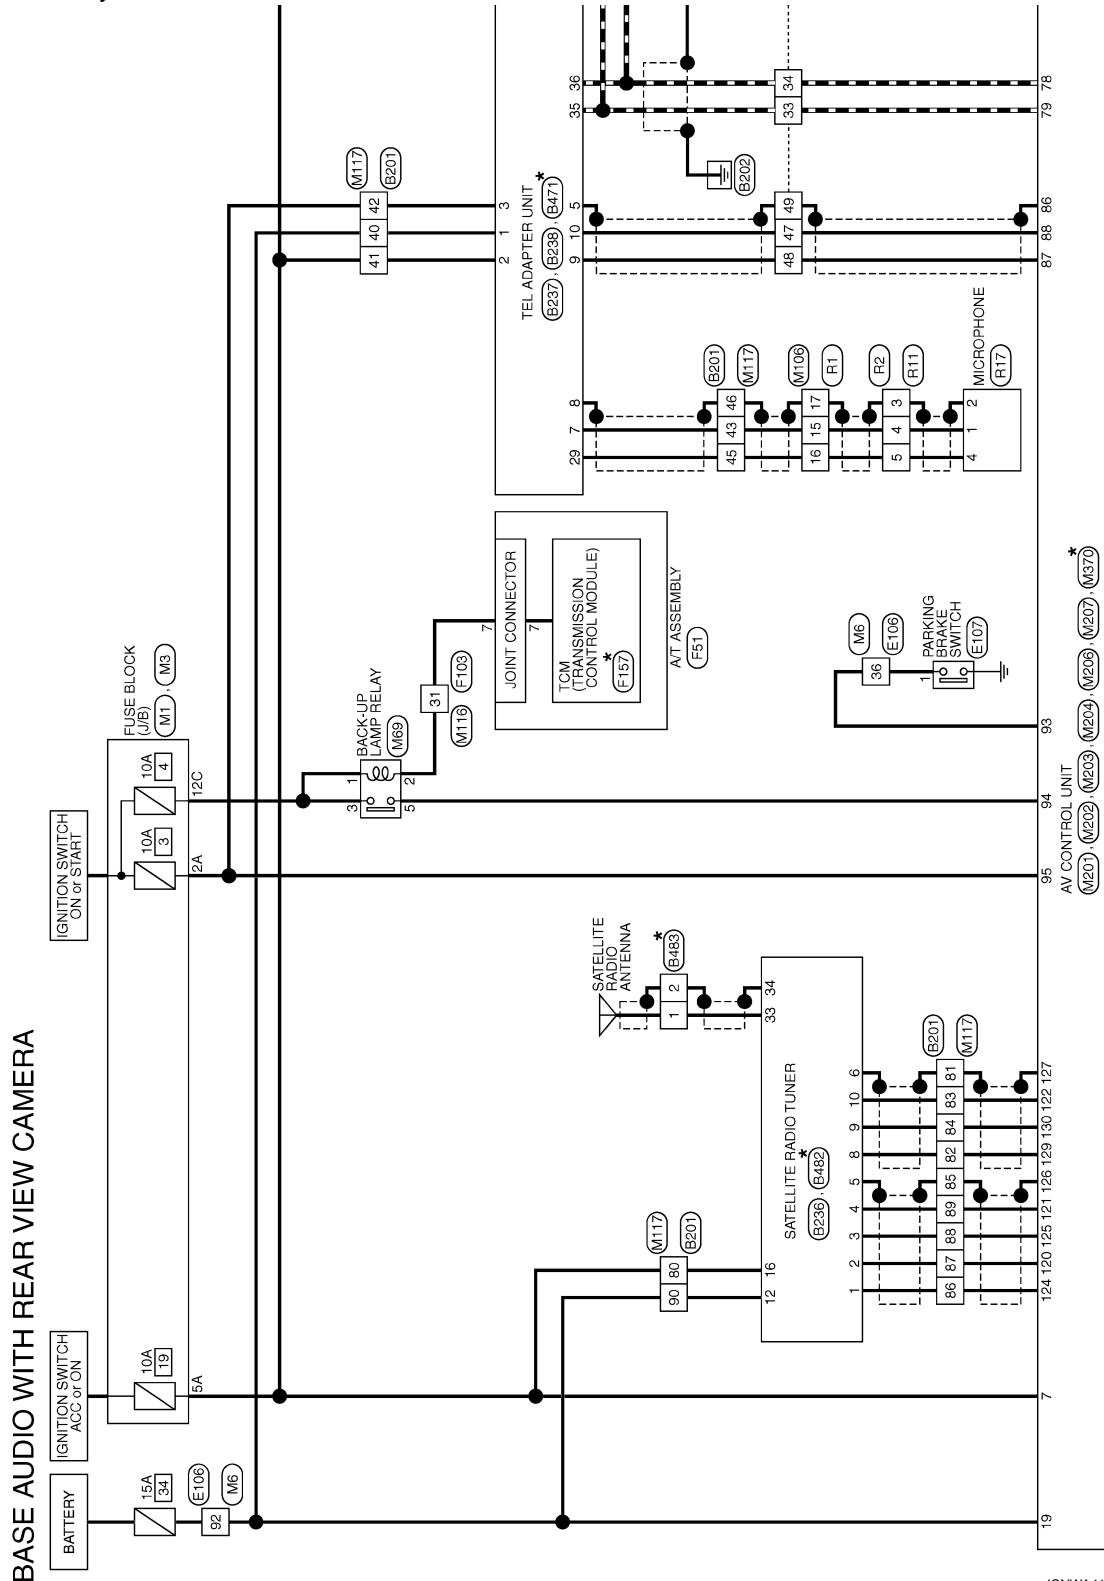 BASE AUDIO WITH REAR VIEW CAMERA
BATTERY
15A
34
E106
92
M6
19
IGNITION SWITCH
ACC or ON
10A
19
5A
7
IGNITION SWITCH
ON or START
10A
3
2A
95
10A
4
12C
94
FUSE BLOCK
(J/B)
M1 , M3
BACK-UP
LAMP RELAY
M69
1
2
3
5
M116
31
F103
7
JOINT CONNECTOR
7
TCM
(TRANSMISSION
CONTROL MODULE)
*
F157
A/T ASSEMBLY
F51
M117
B201
41
40
42
2
1
3
TEL ADAPTER UNIT
*
B237 , B238 , B471
29
7
8
9
10
5
35
36
B201
M117
45
43
46
M106
R1
16
15
17
R2
R11
5
4
3
4
1
2
MICROPHONE
R17
48
47
49
33
34
B202
87
88
86
79
78
M6
E106
36
PARKING
BRAKE
SWITCH
E107
1
93
SATELLITE
RADIO
ANTENNA
*
B483
1
2
33
34
M117
B201
90
80
12
16
SATELLITE RADIO TUNER
*
B236 , B482
1
2
3
4
5
8
9
10
6
B201
M117
86
87
88
89
85
82
84
83
81
124
120
125
121
126
129
130
122
127
AV CONTROL UNIT
*
M201 , M202 , M203 , M204 , M206 , M207 , M370